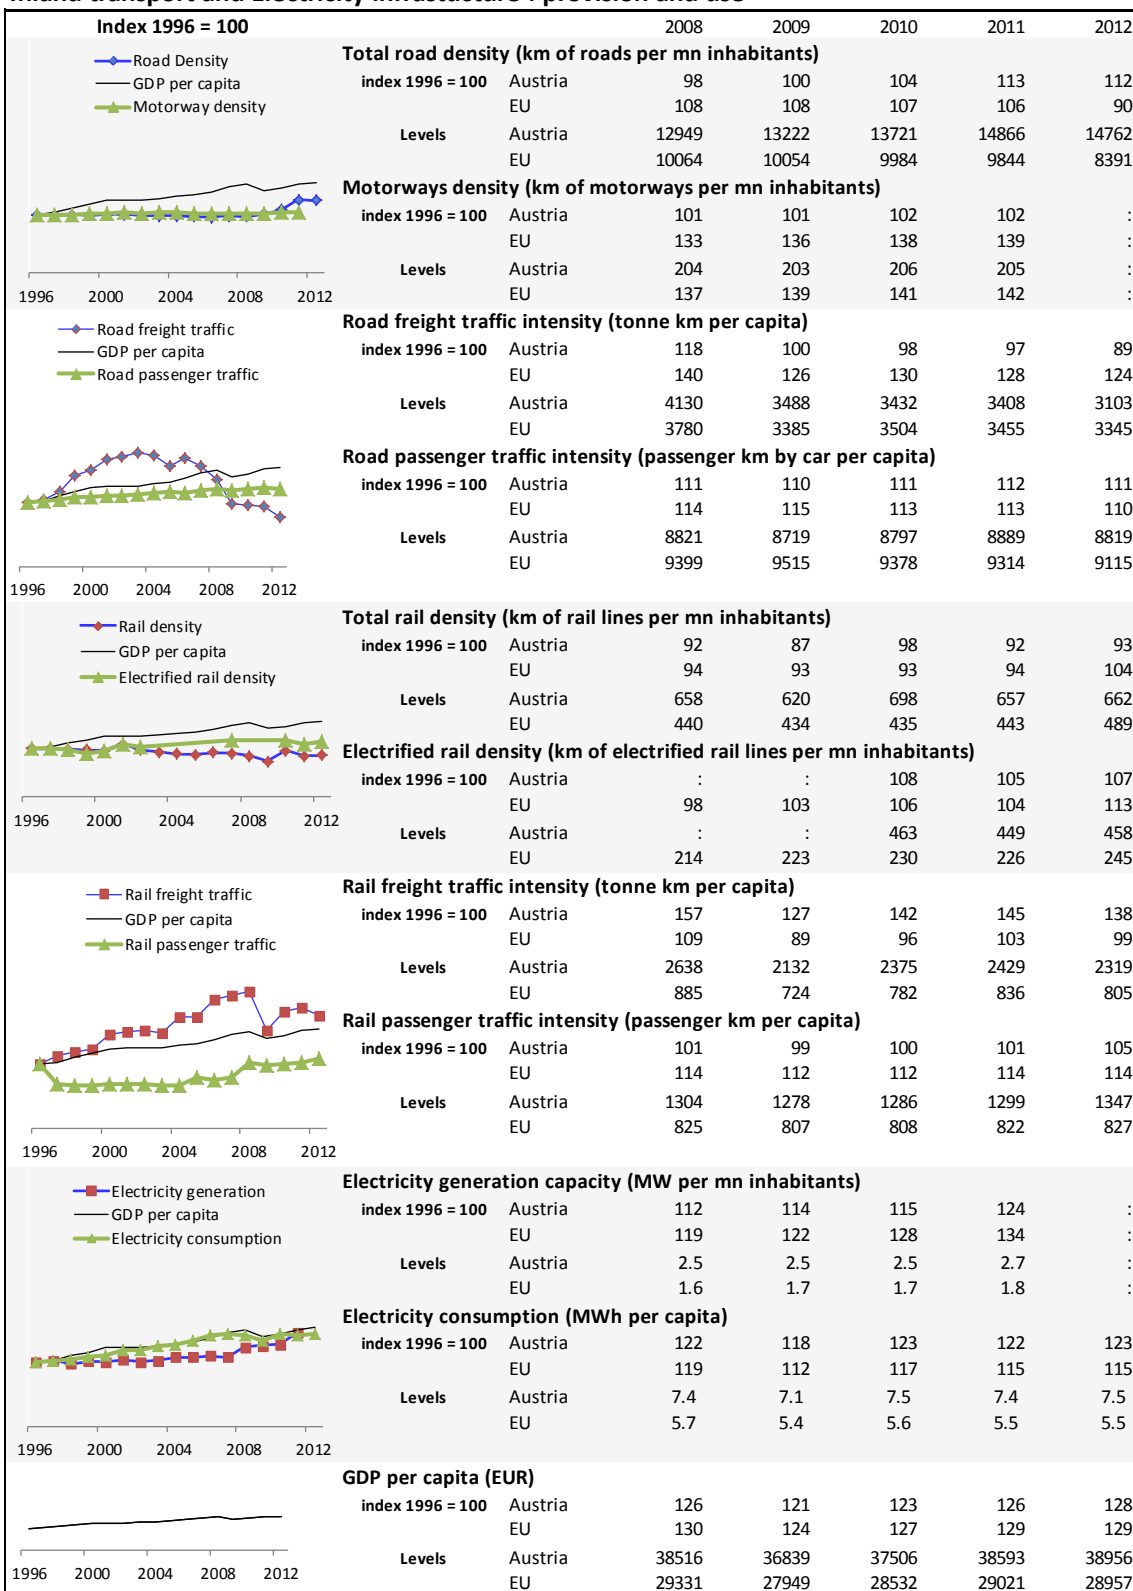 Inland transport and Electricity infrastucture : provision and use
Index 1996 = 100 2008 2009 2010 2011 2012
Road Density
GDP per capita
Motorway density
1996 2000 2004 2008 2012
Total road density (km of roads per mn inhabitants)
index 1996 = 100 Austria 98 100 104 113 112
EU 108 108 107 106 90
Levels Austria 12949 13222 13721 14866 14762
EU 10064 10054 9984 9844 8391
Motorways density (km of motorways per mn inhabitants)
index 1996 = 100 Austria 101 101 102 102 :
EU 133 136 138 139 :
Levels Austria 204 203 206 205 :
EU 137 139 141 142 :
Road freight traffic
GDP per capita
Road passenger traffic
1996 2000 2004 2008 2012
Road freight traffic intensity (tonne km per capita)
index 1996 = 100 Austria 118 100 98 97 89
EU 140 126 130 128 124
Levels Austria 4130 3488 3432 3408 3103
EU 3780 3385 3504 3455 3345
Road passenger traffic intensity (passenger km by car per capita)
index 1996 = 100 Austria 111 110 111 112 111
EU 114 115 113 113 110
Levels Austria 8821 8719 8797 8889 8819
EU 9399 9515 9378 9314 9115
Rail density
GDP per capita
Electrified rail density
1996 2000 2004 2008 2012
Total rail density (km of rail lines per mn inhabitants)
index 1996 = 100 Austria 92 87 98 92 93
EU 94 93 93 94 104
Levels Austria 658 620 698 657 662
EU 440 434 435 443 489
Electrified rail density (km of electrified rail lines per mn inhabitants)
index 1996 = 100 Austria : : 108 105 107
EU 98 103 106 104 113
Levels Austria : : 463 449 458
EU 214 223 230 226 245
Rail freight traffic
GDP per capita
Rail passenger traffic
1996 2000 2004 2008 2012
Rail freight traffic intensity (tonne km per capita)
index 1996 = 100 Austria 157 127 142 145 138
EU 109 89 96 103 99
Levels Austria 2638 2132 2375 2429 2319
EU 885 724 782 836 805
Rail passenger traffic intensity (passenger km per capita)
index 1996 = 100 Austria 101 99 100 101 105
EU 114 112 112 114 114
Levels Austria 1304 1278 1286 1299 1347
EU 825 807 808 822 827
Electricity generation
GDP per capita
Electricity consumption
1996 2000 2004 2008 2012
Electricity generation capacity (MW per mn inhabitants)
index 1996 = 100 Austria 112 114 115 124 :
EU 119 122 128 134 :
Levels Austria 2.5 2.5 2.5 2.7 :
EU 1.6 1.7 1.7 1.8 :
Electricity consumption (MWh per capita)
index 1996 = 100 Austria 122 118 123 122 123
EU 119 112 117 115 115
Levels Austria 7.4 7.1 7.5 7.4 7.5
EU 5.7 5.4 5.6 5.5 5.5
1996 2000 2004 2008 2012
GDP per capita (EUR)
index 1996 = 100 Austria 126 121 123 126 128
EU 130 124 127 129 129
Levels Austria 38516 36839 37506 38593 38956
EU 29331 27949 28532 29021 28957